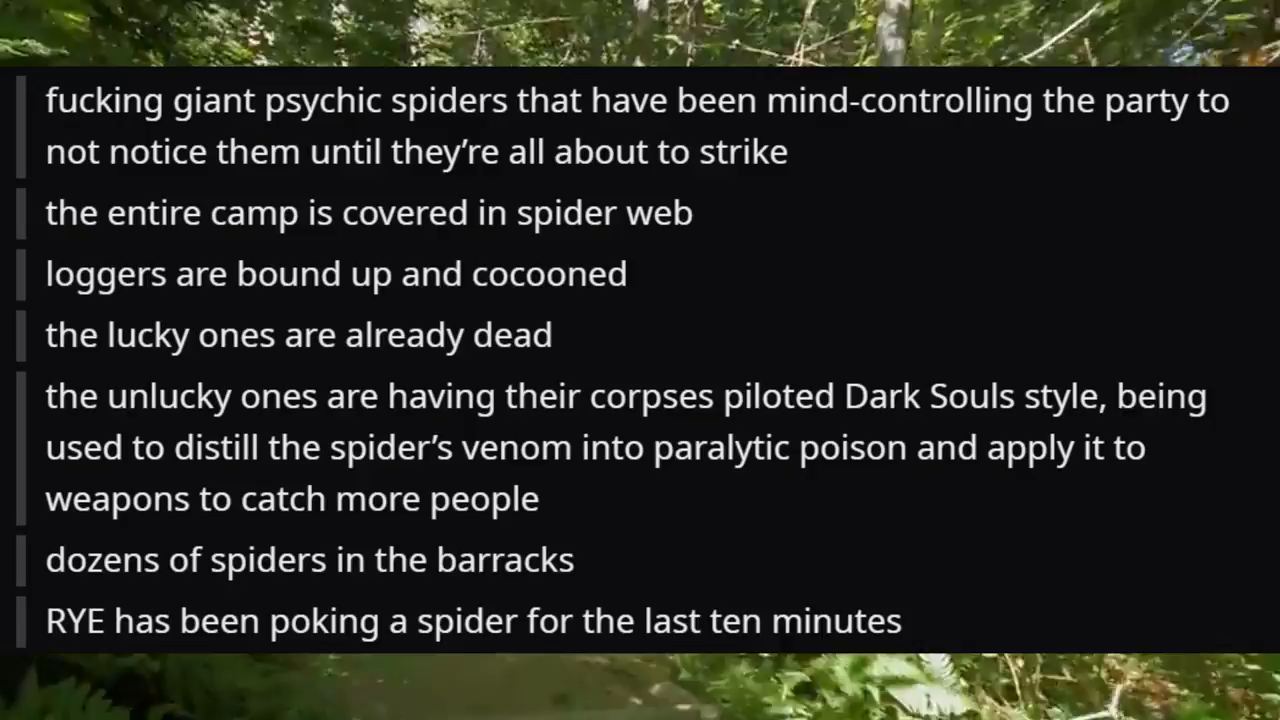 fucking giant psychic spiders that have been mind-controlling the party to
not notice them until they’re all about to strike
the entire camp is covered in spider web
loggers are bound up and cocooned
the lucky ones are already dead
the unlucky ones are having their corpses piloted Dark Souls style, being
used to distill the spider’s venom into paralytic poison and apply it to
weapons to catch more people
dozens of spiders in the barracks
RYE has been poking a spider for the last ten minutes